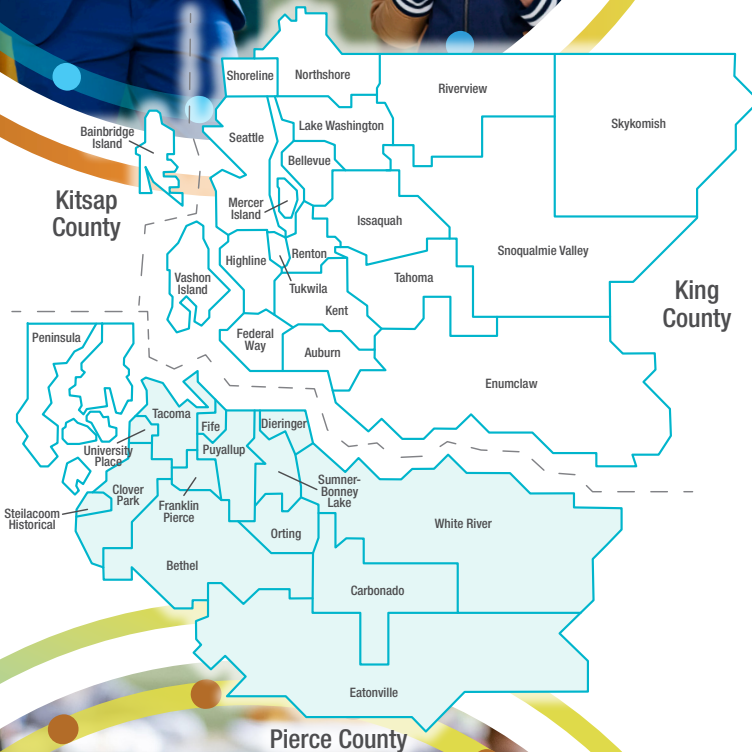 Shoreline
Northshore
Riverview
Skykomish
Bainbridge
Island
Seattle
Lake Washington
Bellevue
Kitsap
County
Mercer
Island
Issaquah
Snoqualmie Valley
Highline
Renton
Vashon
Island
Tukwila
Tahoma
Kent
King
County
Federal
Way
Auburn
Peninsula
Enumclaw
Tacoma
Fife
Dieringer
University
Place
Puyallup
Clover
Park
Franklin
Pierce
Sumner-
Bonney
Lake
Steilacoom
Historical
Orting
White River
Bethel
Carbonado
Eatonville
Pierce County